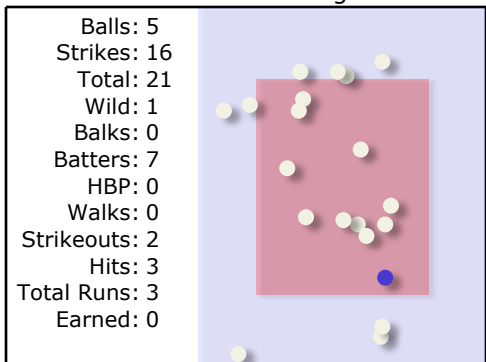 Balls: 5
Strikes: 16
Total: 21
Wild: 1
Balks: 0
Batters: 7
HBP: 0
Walks: 0
Strikeouts: 2
Hits: 3
Total Runs: 3
Earned: 0